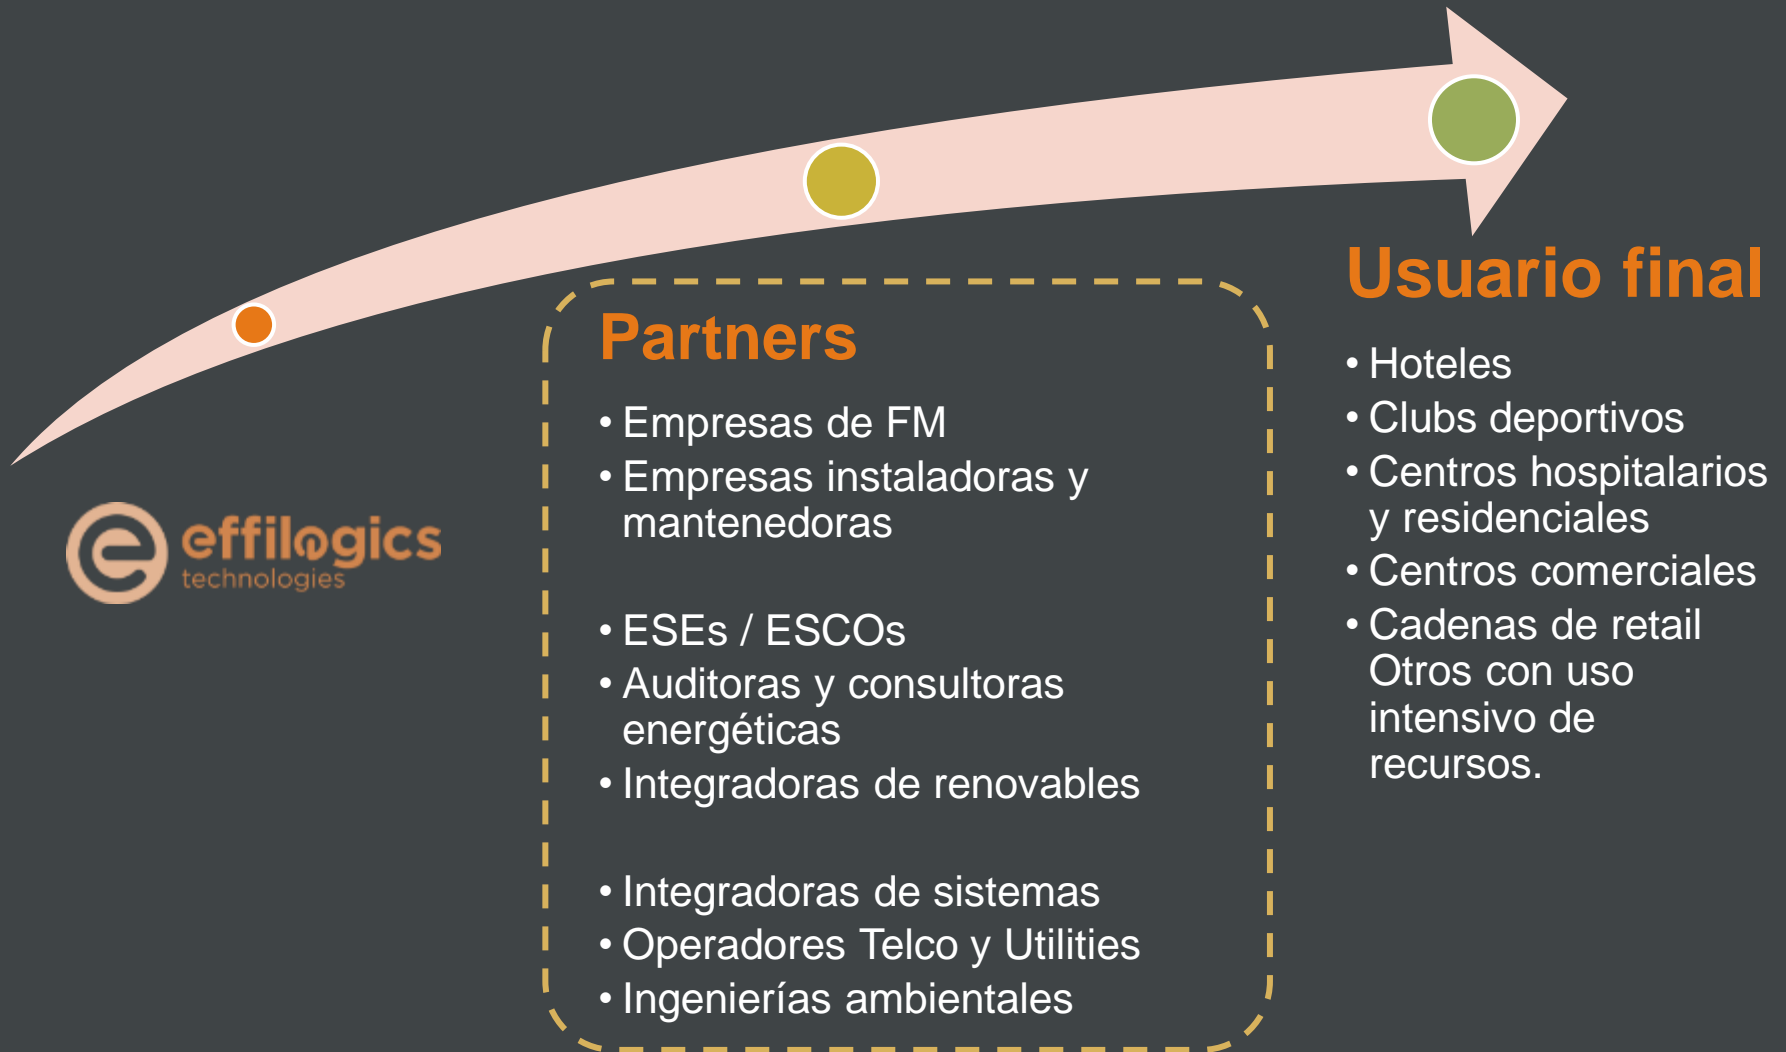 effilogics
technologies
Partners
• Empresas de FM
• Empresas instaladoras y
mantenedoras
• ESEs / ESCOs
• Auditoras y consultoras
energéticas
• Integradoras de renovables
• Integradoras de sistemas
• Operadores Telco y Utilities
• Ingenierías ambientales
Usuario final
• Hoteles
• Clubs deportivos
• Centros hospitalarios
y residenciales
• Centros comerciales
• Cadenas de retail
Otros con uso
intensivo de
recursos.